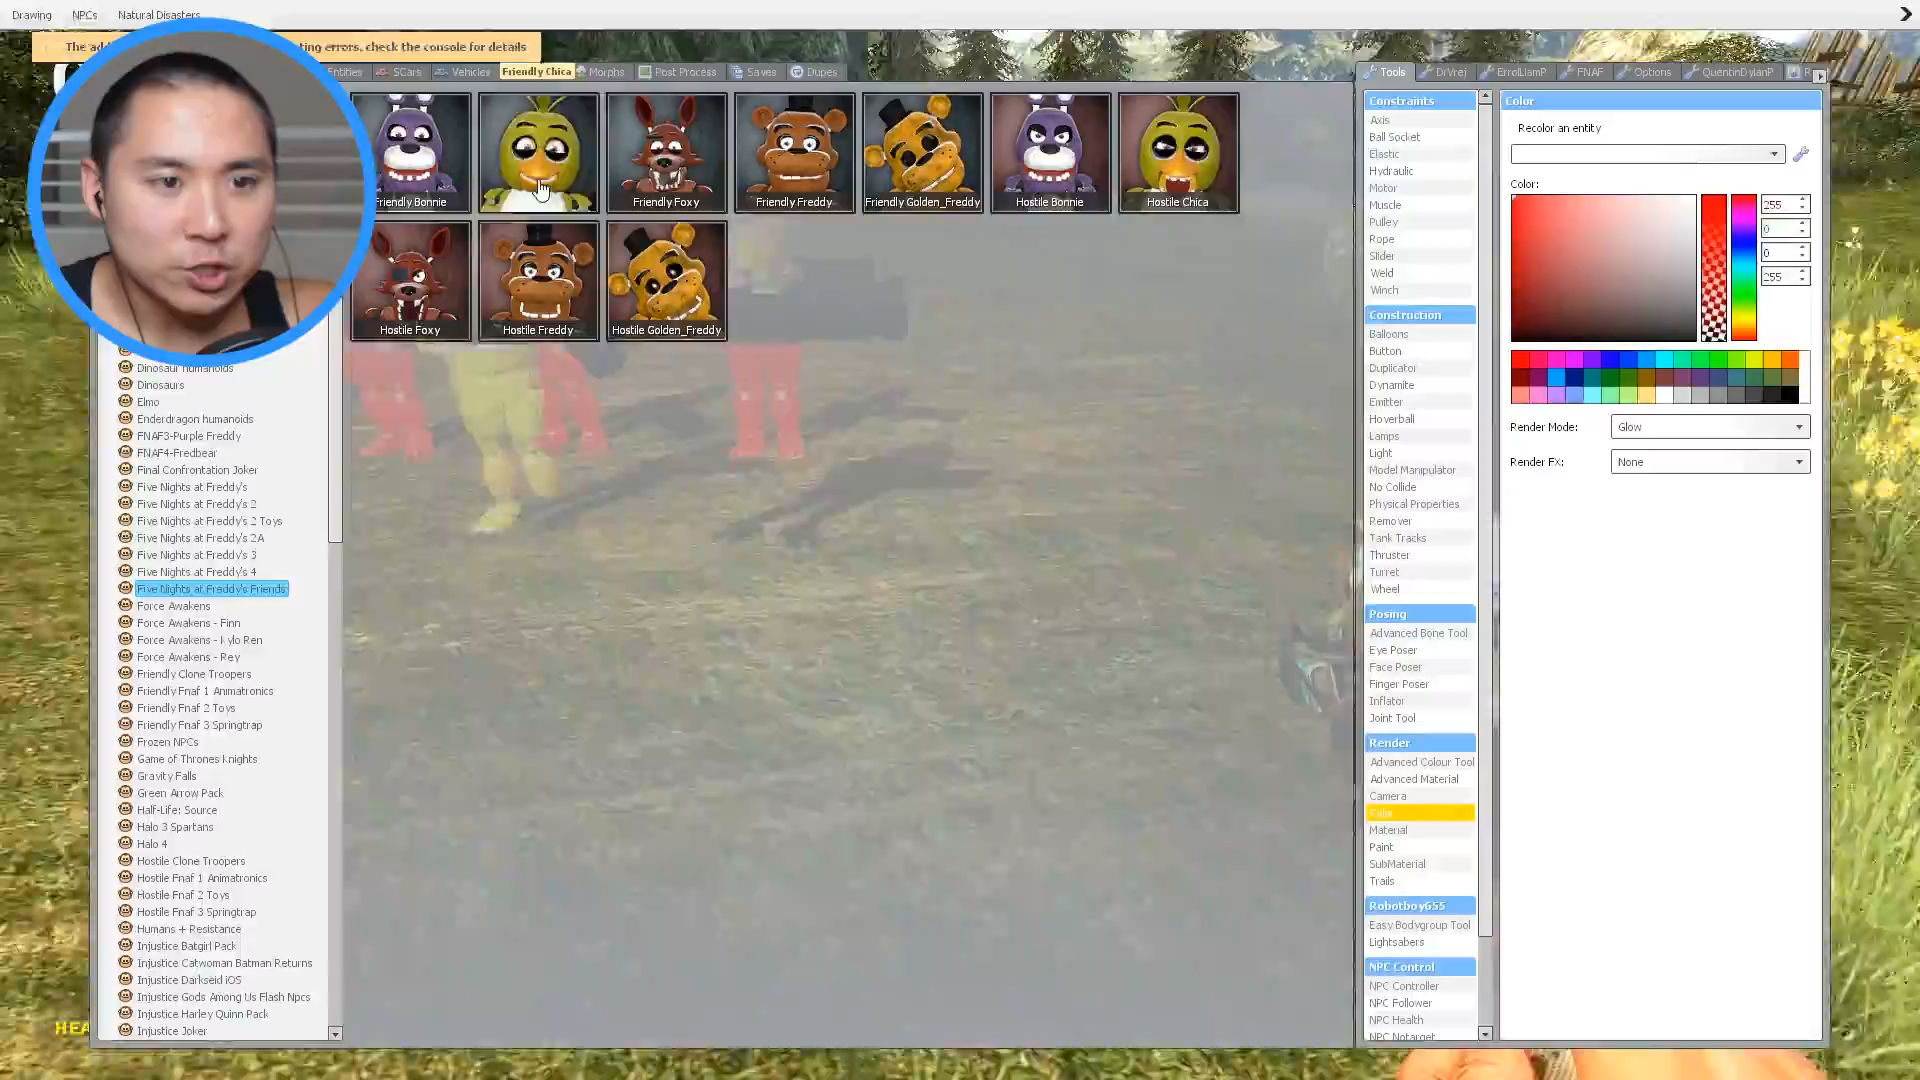 Drawing NPCs Natural Disasters
The add ting errors, check the console for details
Entities SCars Vehicles Friendly Chica Morphs Post Process Saves Dupes
Friendly Bonnie
Friendly Foxy
Friendly Freddy
Friendly Golden_Freddy
Hostile Bonnie
Hostile Chica
Hostile Foxy
Hostile Freddy
Hostile Golden_Freddy
Dinosaur humanoids
Dinosaurs
Elmo
Enderdragon humanoids
FNAF3-Purple Freddy
FNAF4-Fredbear
Final Confrontation Joker
Five Nights at Freddy's
Five Nights at Freddy's 2
Five Nights at Freddy's 2 Toys
Five Nights at Freddy's 2A
Five Nights at Freddy's 3
Five Nights at Freddy's 4
Five Nights at Freddy's Friends
Force Awakens
Force Awakens - Finn
Force Awakens - Kylo Ren
Force Awakens - Rey
Friendly Clone Troopers
Friendly Fnaf 1 Animatronics
Friendly Fnaf 2 Toys
Friendly Fnaf 3 Springtrap
Frozen NPCs
Game of Thrones Knights
Gravity Falls
Green Arrow Pack
Half-Life: Source
Halo 3 Spartans
Halo 4
Hostile Clone Troopers
Hostile Fnaf 1 Animatronics
Hostile Fnaf 2 Toys
Hostile Fnaf 3 Springtrap
Humans + Resistance
Injustice Batgirl Pack
Injustice Catwoman Batman Returns
Injustice Darkseid iOS
Injustice Gods Among Us Flash Npcs
Injustice Harley Quinn Pack
Injustice Joker
HEA
Tools DrVrej ErrolLiamP FNAF Options QuentinDylanP R
Constraints
Axis
Ball Socket
Elastic
Hydraulic
Motor
Muscle
Pulley
Rope
Slider
Weld
Winch
Construction
Balloons
Button
Duplicator
Dynamite
Emitter
Hoverball
Lamps
Light
Model Manipulator
No Collide
Physical Properties
Remover
Tank Tracks
Thruster
Turret
Wheel
Posing
Advanced Bone Tool
Eye Poser
Face Poser
Finger Poser
Inflator
Joint Tool
Render
Advanced Colour Tool
Advanced Material
Camera
Color
Material
Paint
SubMaterial
Trails
Robotboy655
Easy Bodygroup Tool
Lightsabers
NPC Control
NPC Controller
NPC Follower
NPC Health
NPC Notarget
Color
Recolor an entity
Color:
255
0
0
255
Render Mode: Glow
Render FX: None